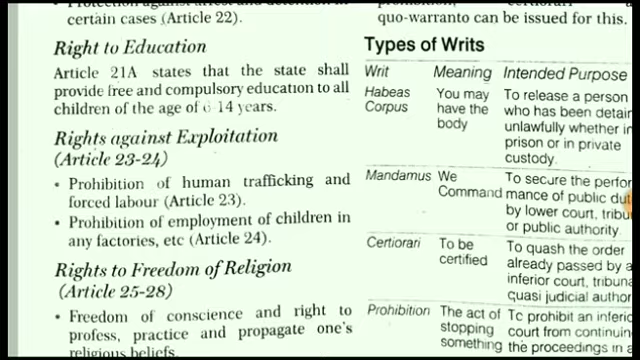 certain cases (Article 22).
Right to Education
Article 21A states that the state shall
provide free and compulsory education to all
children of the age of 14 years.
Rights against Exploitation
(Article 23-24)
• Prohibition of human trafficking and
forced labour (Article 23).
• Prohibition of employment of children in
any factories, etc (Article 24).
Rights to Freedom of Religion
(Article 25-28)
• Freedom of conscience and right to
profess, practice and propagate one's
religious beliefs.
quo-warranto can be issued for this.
Types of Writs
Writ Meaning Intended Purpose
Habeas You may To release a person
Corpus have the who has been detain
body unlawfully whether in
prison or in private
custody.
Mandamus We To secure the perfor
Command mance of public dut
by lower court, tribu
or public authority.
Certiorari To be To quash the order
certified already passed by a
inferior court, tribuna
quasi judicial author
Prohibition The act of To prohibit an inferio
stopping court from continuin
something the proceedings in a